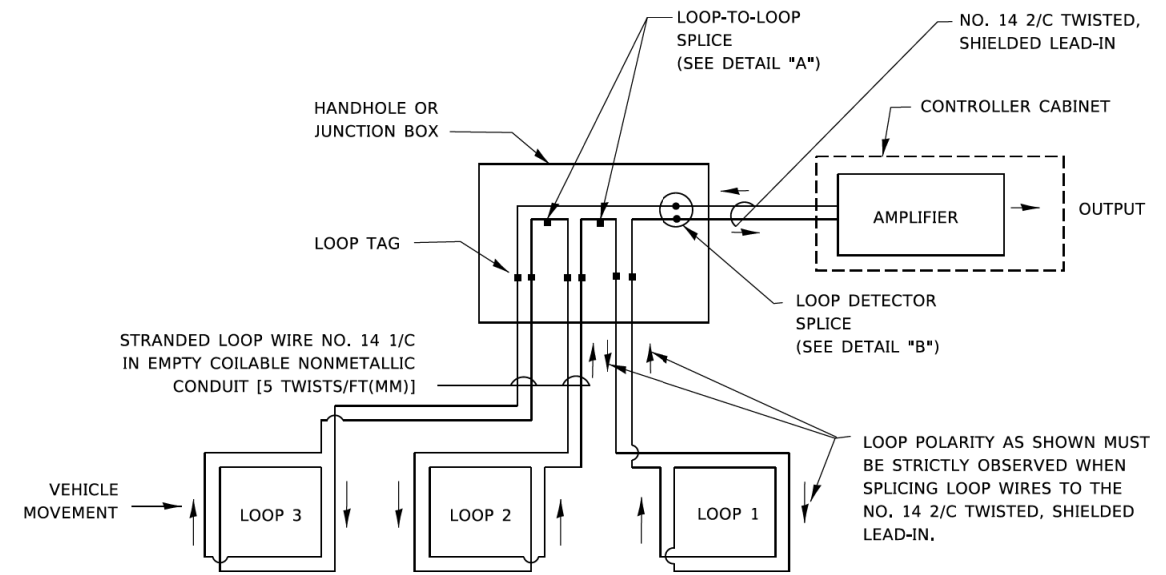 LOOP-TO-LOOP
SPLICE
(SEE DETAIL "A")
NO. 14 2/C TWISTED,
SHIELDED LEAD-IN
HANDHOLE OR
JUNCTION BOX
CONTROLLER CABINET
AMPLIFIER
OUTPUT
LOOP TAG
LOOP DETECTOR
SPLICE
(SEE DETAIL "B")
STRANDED LOOP WIRE NO. 14 1/C
IN EMPTY COILABLE NONMETALLIC
CONDUIT [5 TWISTS/FT(MM)]
LOOP POLARITY AS SHOWN MUST
BE STRICTLY OBSERVED WHEN
SPLICING LOOP WIRES TO THE
NO. 14 2/C TWISTED, SHIELDED
LEAD-IN.
VEHICLE
MOVEMENT
LOOP 3
LOOP 2
LOOP 1